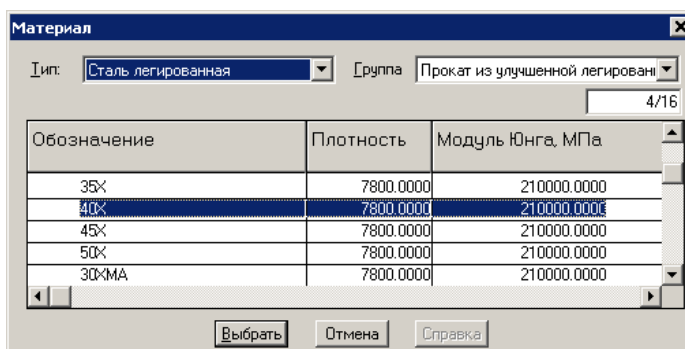 Материал
Тип: Сталь легированная Группа Прокат из улучшенной легирован
4/16
Обозначение Плотность Модуль Юнга, МПа
35Х 7800.0000 210000.0000
40Х 7800.0000 210000.0000
45Х 7800.0000 210000.0000
50Х 7800.0000 210000.0000
30ХМА 7800.0000 210000.0000
Выбрать Отмена Справка